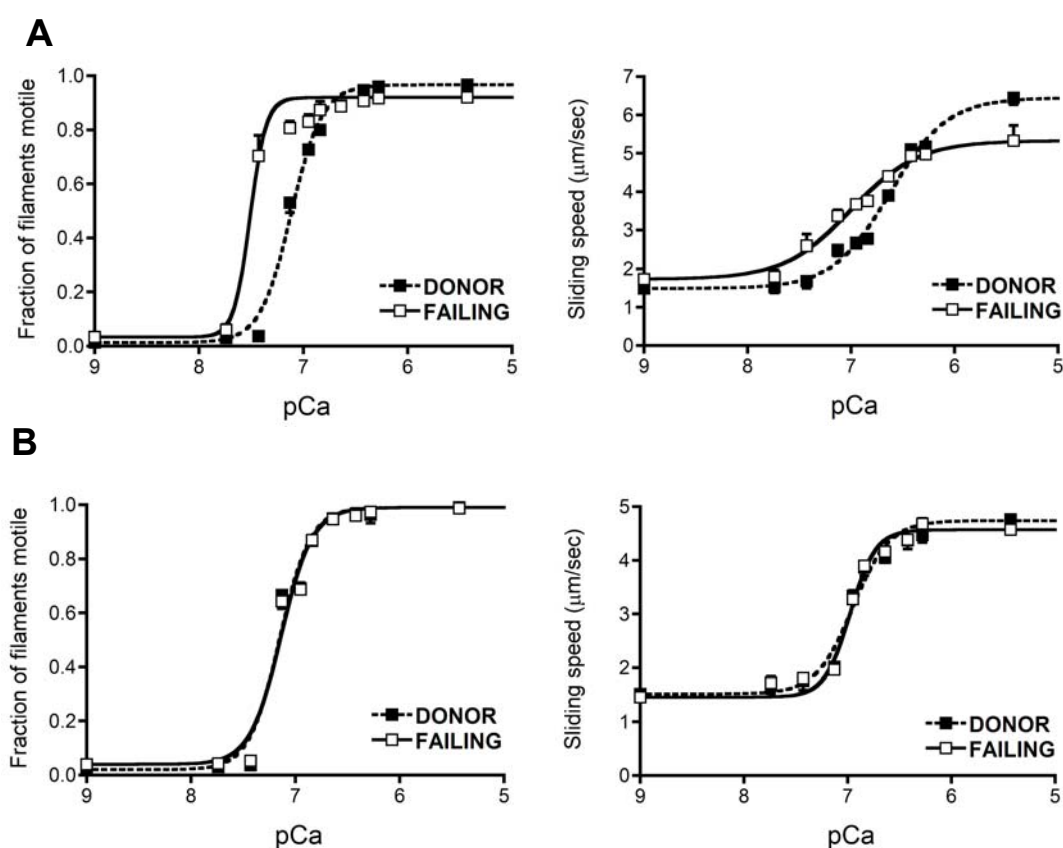 A
Fraction of filaments motile
1.0
0.8
0.6
0.4
0.2
0.0
9 8 7 6 5
pCa
DONOR
FAILING
Sliding speed (μm/sec)
7
6
5
4
3
2
1
0
9 8 7 6 5
pCa
DONOR
FAILING
B
Fraction of filaments motile
1.0
0.8
0.6
0.4
0.2
0.0
9 8 7 6 5
pCa
DONOR
FAILING
Sliding speed (μm/sec)
5
4
3
2
1
0
9 8 7 6 5
pCa
DONOR
FAILING